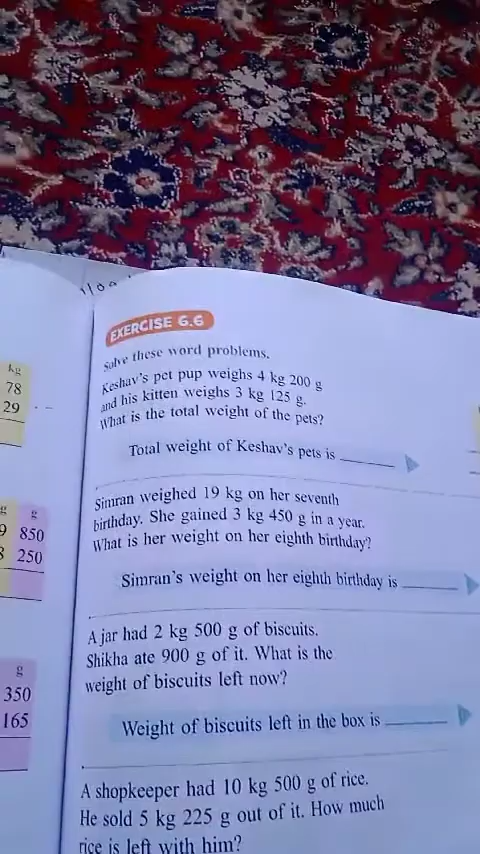 EXERCISE 6.6
Solve these word problems.
Keshav's pet pup weighs 4 kg 200 g
and his kitten weighs 3 kg 125 g.
What is the total weight of the pets?
Total weight of Keshav's pets is
Simran weighed 19 kg on her seventh
birthday. She gained 3 kg 450 g in a year.
What is her weight on her eighth birthday?
Simran's weight on her eighth birthday is
A jar had 2 kg 500 g of biscuits.
Shikha ate 900 g of it. What is the
weight of biscuits left now?
Weight of biscuits left in the box is
A shopkeeper had 10 kg 500 g of rice.
He sold 5 kg 225 g out of it. How much
rice is left with him?
kg
78
29
g g
9 850
8 250
g
350
165